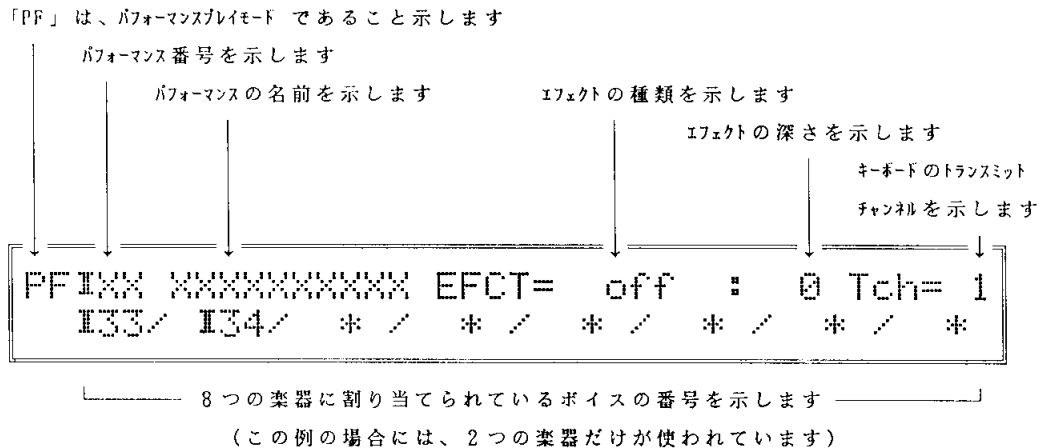 「PF」は、ﾊﾟﾌｫｰﾏﾝｽﾌﾟﾚｲﾓｰﾄﾞ であること示します
ﾊﾟﾌｫｰﾏﾝｽ番号を示します
ﾊﾟﾌｫｰﾏﾝｽの名前を示します
ｴﾌｪｸﾄの種類を示します
ｴﾌｪｸﾄの深さを示します
ｷｰﾎﾞｰﾄﾞのﾄﾗﾝｽﾐｯﾄ
ﾁｬﾝﾈﾙを示します
PF IXX XXXXXXXXXX EFCT= off : 0 Tch= 1
I33/ I34/ * / * / * / * / * / *
8つの楽器に割り当てられているボイスの番号を示します
(この例の場合には、2つの楽器だけが使われています)